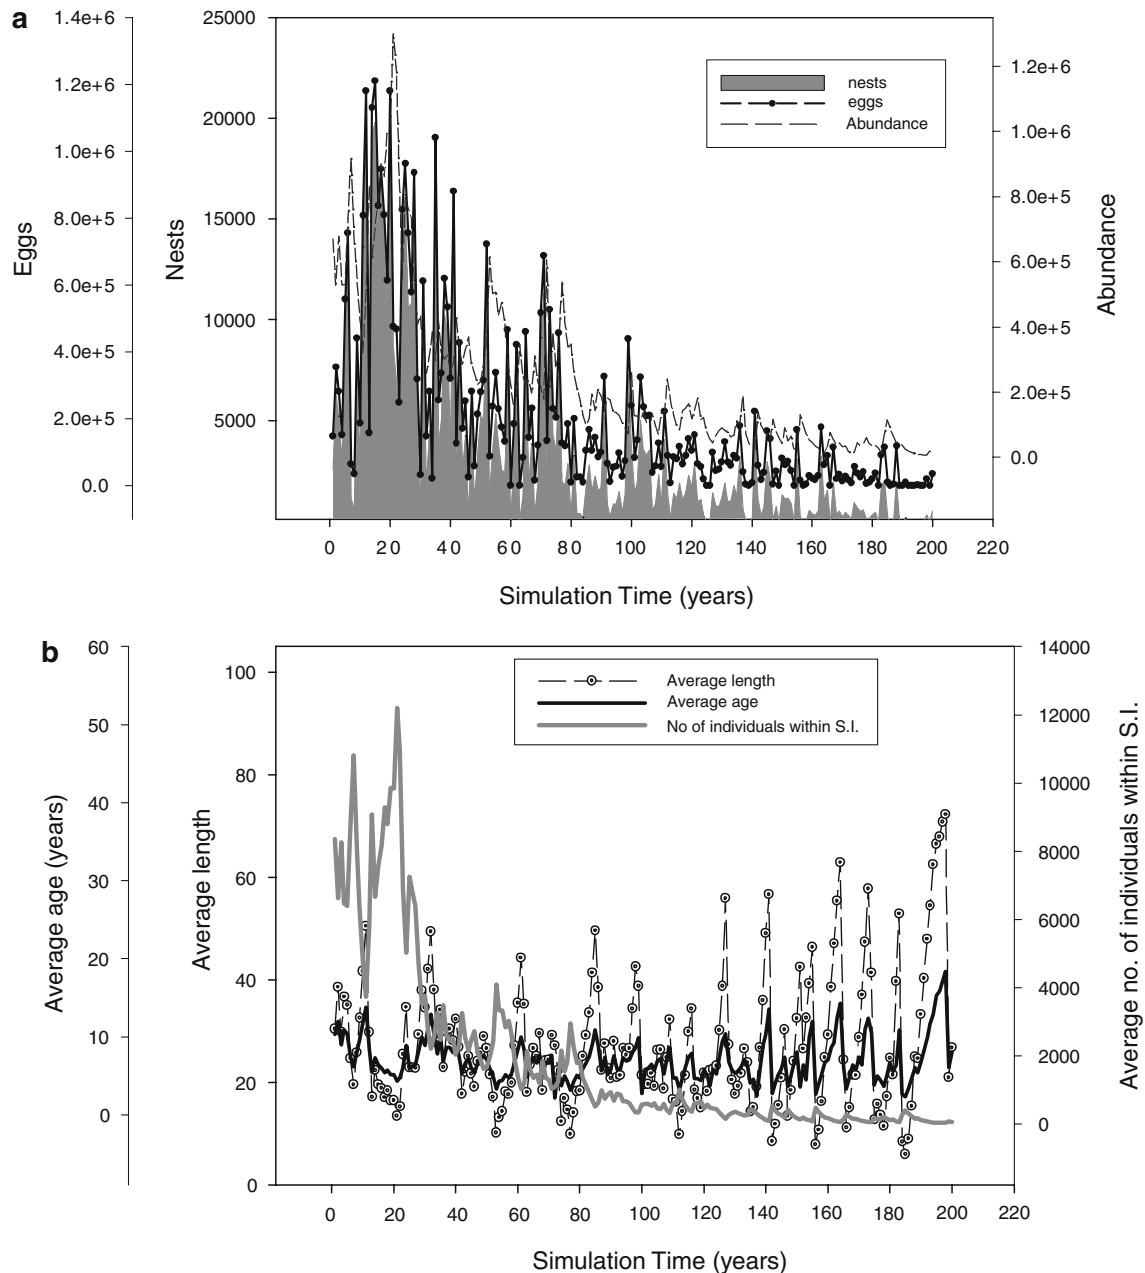 a
1.4e+6
1.2e+6
1.0e+6
8.0e+5
6.0e+5
4.0e+5
2.0e+5
0.0
Eggs
25000
20000
15000
10000
5000
Nests
nests
eggs
Abundance
1.2e+6
1.0e+6
8.0e+5
6.0e+5
4.0e+5
2.0e+5
0.0
Abundance
0 20 40 60 80 100 120 140 160 180 200 220
Simulation Time (years)
b
60
50
40
30
20
10
0
Average age (years)
100
80
60
40
20
0
Average length
Average length
Average age
No of individuals within S.I.
14000
12000
10000
8000
6000
4000
2000
0
Average no. of individuals within S.I.
0 20 40 60 80 100 120 140 160 180 200 220
Simulation Time (years)